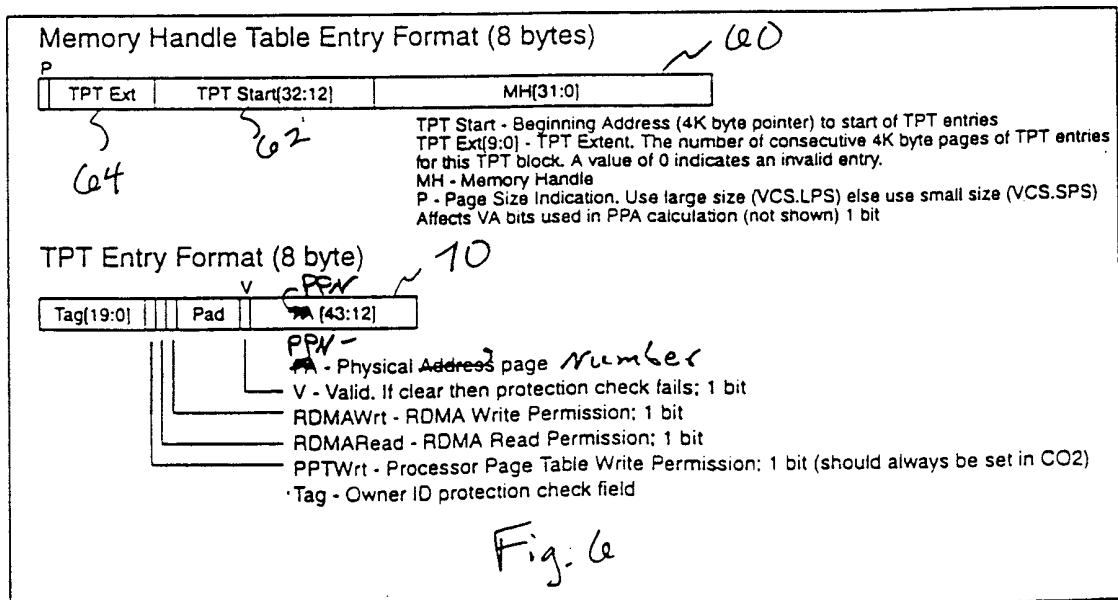 Memory Handle Table Entry Format (8 bytes)
60
P
TPT Ext TPT Start[32:12] MH[31:0]
64
62
TPT Start - Beginning Address (4K byte pointer) to start of TPT entries
TPT Ext[9:0] - TPT Extent. The number of consecutive 4K byte pages of TPT entries
for this TPT block. A value of 0 indicates an invalid entry.
MH - Memory Handle
P - Page Size Indication. Use large size (VCS.LPS) else use small size (VCS.SPS)
Affects VA bits used in PPA calculation (not shown) 1 bit
TPT Entry Format (8 byte)
10
V
PPN
Tag[19:0] Pad [43:12]
PPN -
- Physical Address page Number
V - Valid. If clear then protection check fails; 1 bit
RDMAWrt - RDMA Write Permission; 1 bit
RDMARead - RDMA Read Permission; 1 bit
PPTWrt - Processor Page Table Write Permission; 1 bit (should always be set in CO2)
Tag - Owner ID protection check field
Fig. 6